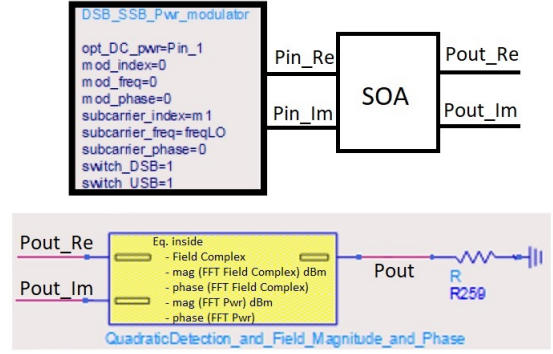 DSB_SSB_Pwr_modulator
opt_DC_pwr=Pin_1
mod_index=0
mod_freq=0
mod_phase=0
subcarrier_index=m1
subcarrier_freq=freqLO
subcarrier_phase=0
switch_DSB=1
switch_USB=1
Pin_Re
Pin_Im
SOA
Pout_Re
Pout_Im
Pout_Re
Pout_Im
Eq. inside
- Field Complex
- mag (FFT Field Complex) dBm
- phase (FFT Field Complex)
- mag (FFT Pwr) dBm
- phase (FFT Pwr)
Pout
R
R259
QuadraticDetection_and_Field_Magnitude_and_Phase